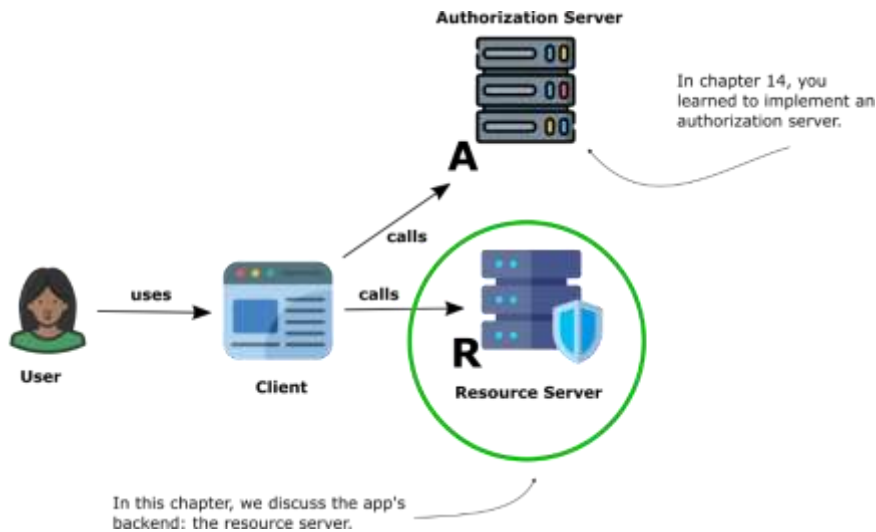 Authorization Server
In chapter 14, you
learned to implement an
authorization server.
A
calls
uses
calls
R
User
Client
Resource Server
In this chapter, we discuss the app's
backend: the resource server.